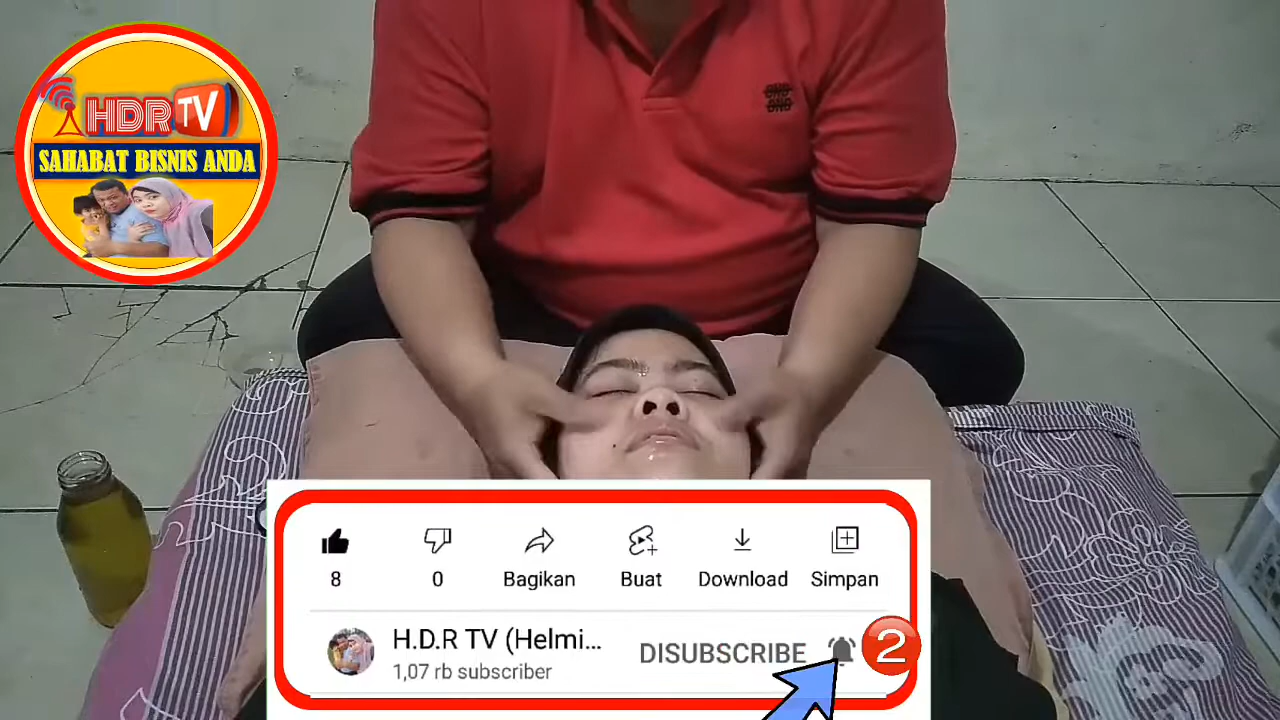 HDR TV
SAHABAT BISNIS ANDA
8
0
Bagikan
Buat
Download
Simpan
H.D.R TV (Helmi...
1,07 rb subscriber
DISUBSCRIBE
2